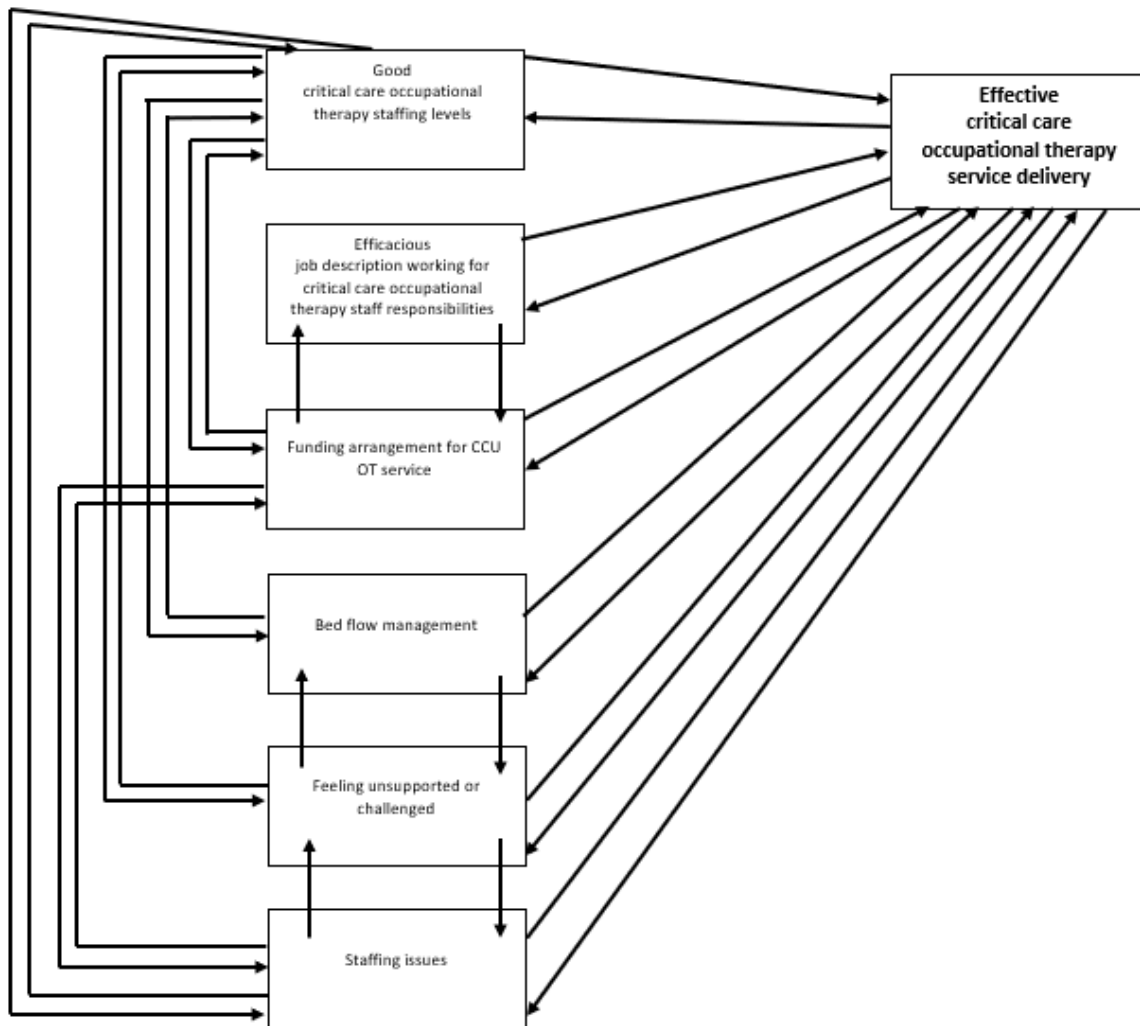 Good
critical care occupational
therapy staffing levels
Effective
critical care
occupational therapy
service delivery
Efficacious
job description working for
critical care occupational
therapy staff responsibilities
Funding arrangement for CCU
OT service
Bed flow management
Feeling unsupported or
challenged
Staffing issues